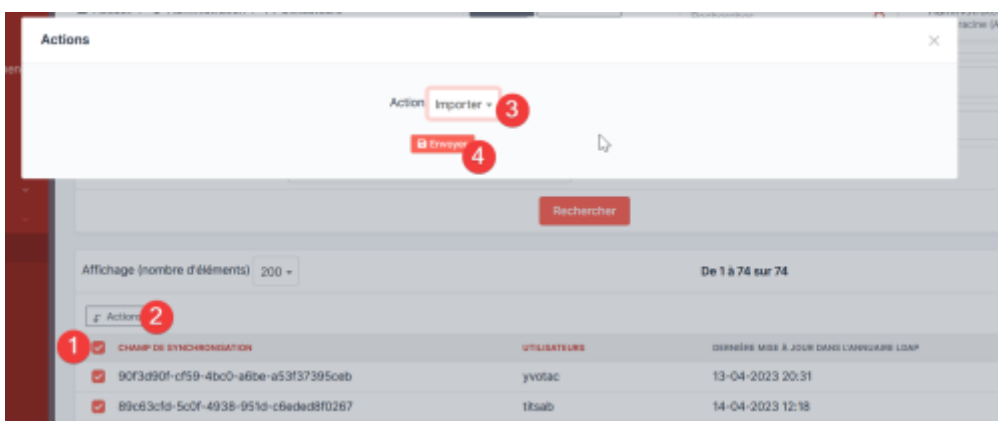 Actions ×
Action Importer
3
Envoyer
4
Rechercher
Affichage (nombre d'éléments) 200
De 1 à 74 sur 74
Actions
2
1
CHAMP DE SYNCHRONISATION UTILISATEURS DERNIÈRE MISE À JOUR DANS L'ANNUAIRE LDAP
90f3d90f-cf59-4bc0-a6be-a53f37395ceb yvotac 13-04-2023 20:31
89c63cfd-5c0f-4938-951d-c6eded8f0267 titsab 14-04-2023 12:18